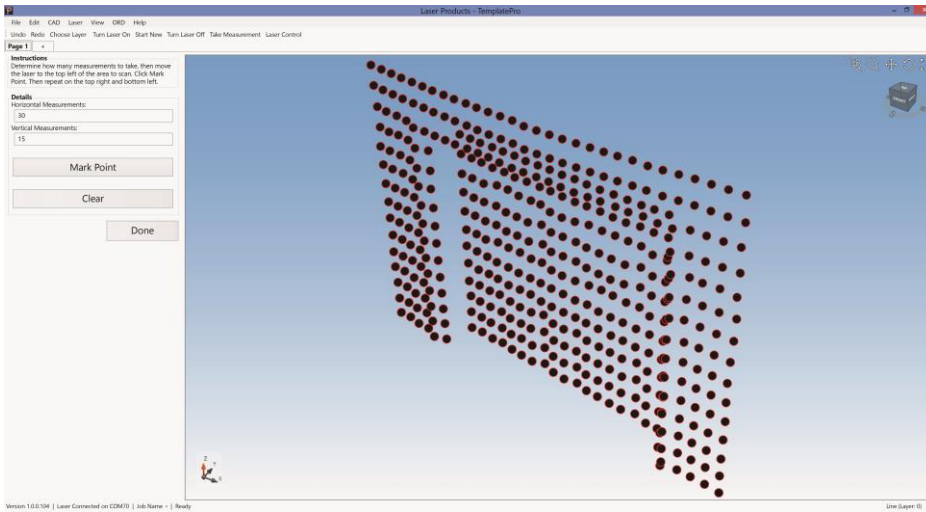 Laser Products - TemplatePro
File Edit CAD Laser View ORD Help
Undo Redo Choose Layer Turn Laser On Start New Turn Laser Off Take Measurement Laser Control
Page 1 +
Instructions
Determine how many measurements to take, then move
the laser to the top left of the area to scan. Click Mark
Point. Then repeat on the top right and bottom left.
Details
Horizontal Measurements:
30
Vertical Measurements:
15
Mark Point
Clear
Done
Z
Y
X
Version 1.0.0.104 | Laser Connected on COM70 | Job Name - | Ready
Line (Layer: 0)